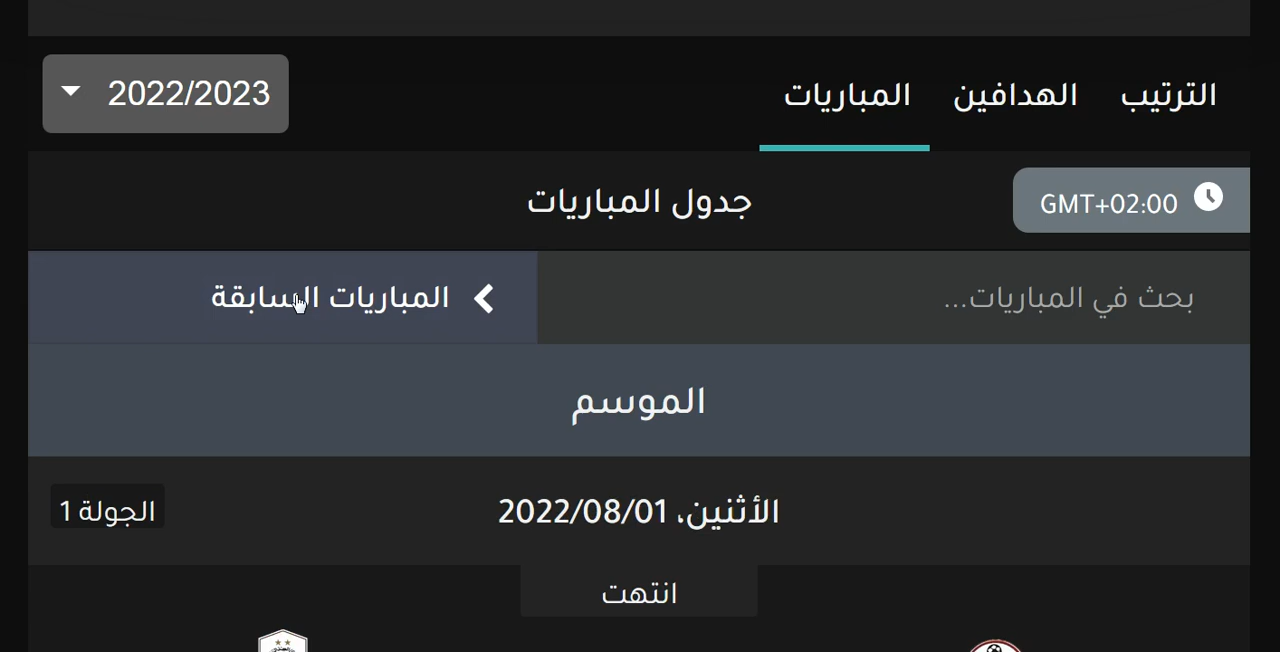 الترتيب الهدافين المباريات 2022/2023
GMT+02:00 جدول المباريات
بحث في المباريات... المباريات السابقة
الموسم
الأثنين، 2022/08/01 الجولة 1
انتهت